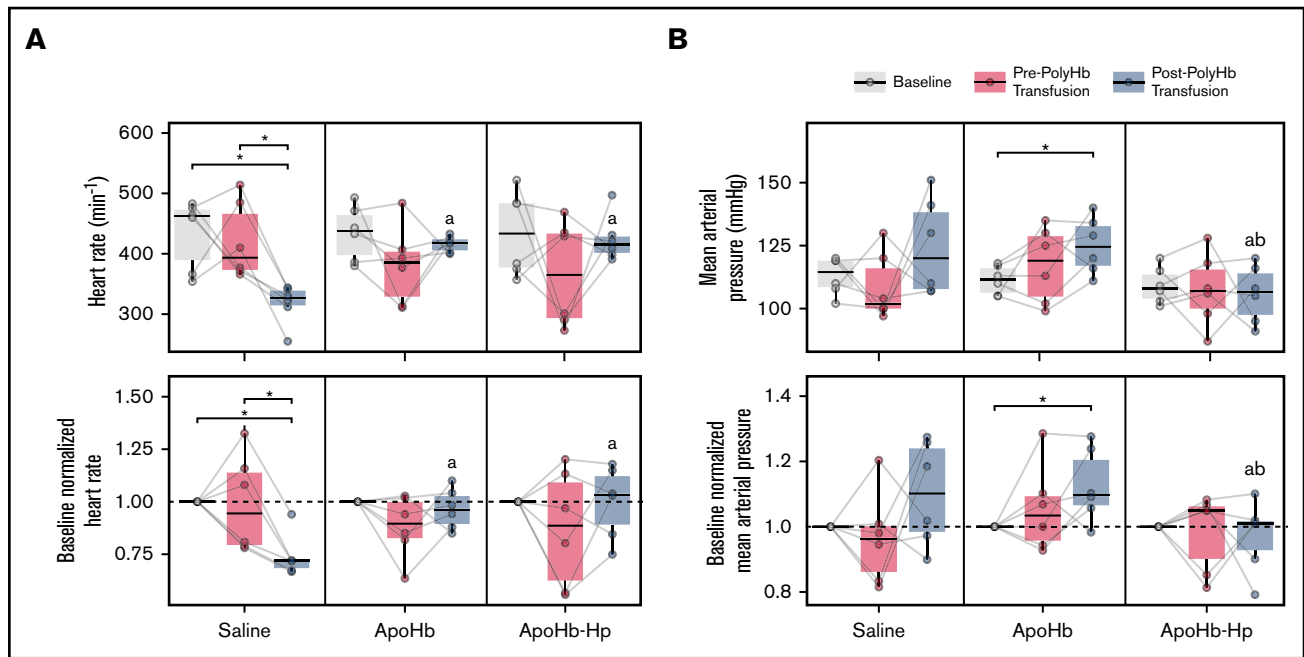 A
B
Baseline
Pre-PolyHb
Transfusion
Post-PolyHb
Transfusion
Heart rate (min⁻¹)
600
500
400
300
*
*
a
a
Mean arterial
pressure (mmHg)
150
125
100
*
ab
Baseline normalized
heart rate
1.50
1.25
1.00
0.75
*
*
a
a
Saline
ApoHb
ApoHb-Hp
Baseline normalized
mean arterial pressure
1.4
1.2
1.0
0.8
*
ab
Saline
ApoHb
ApoHb-Hp